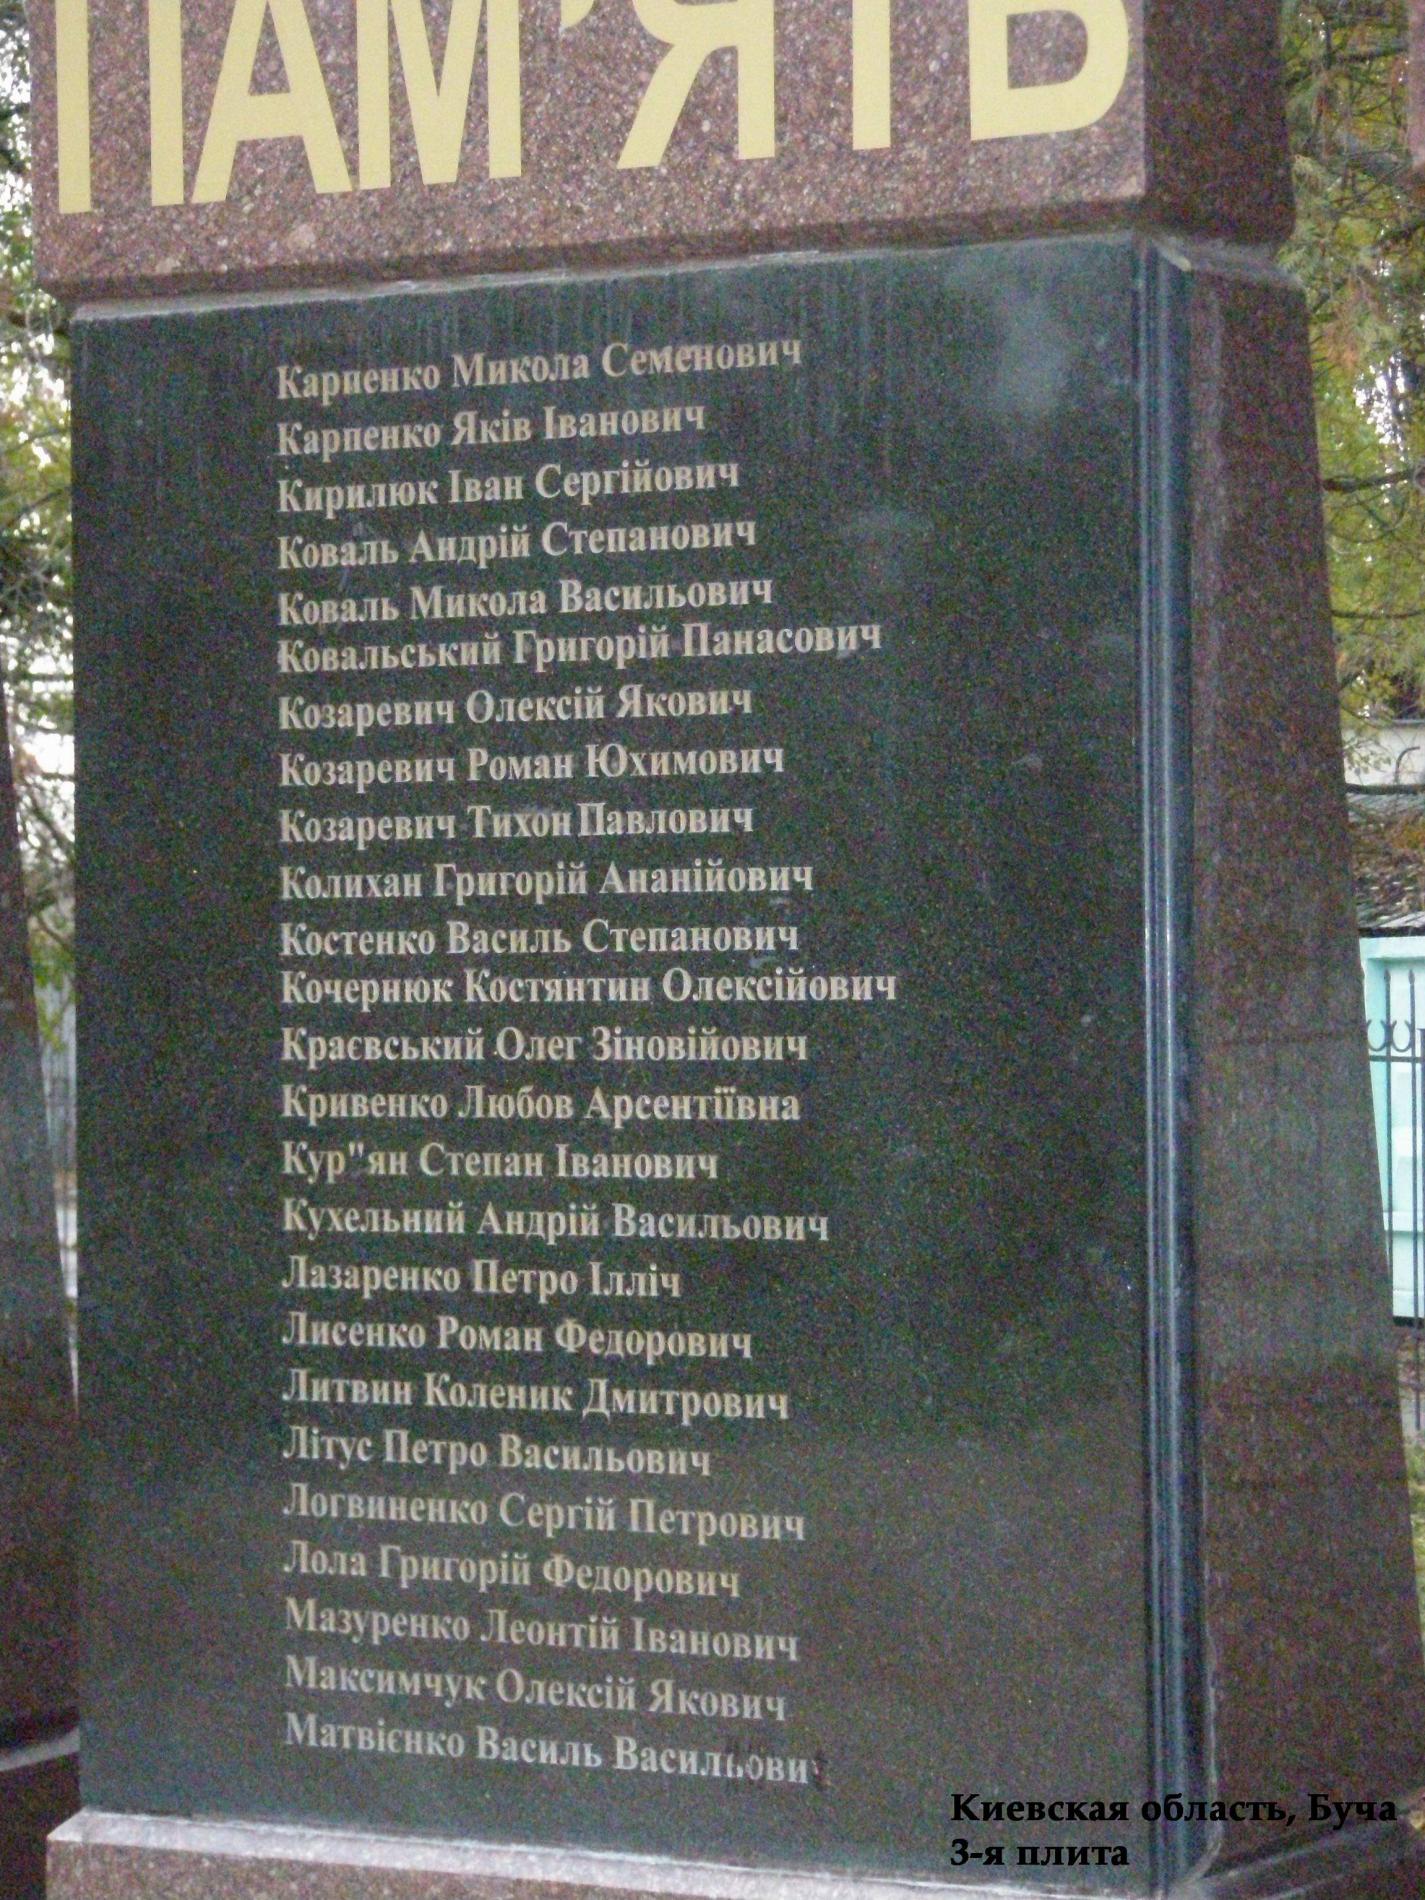 ПАМ'ЯТЬ
Карпенко Микола Семенович
Карпенко Яків Іванович
Кирилюк Іван Сергійович
Коваль Андрій Степанович
Коваль Микола Васильович
Ковальський Григорій Панасович
Козаревич Олексій Якович
Козаревич Роман Юхимович
Козаревич Тихон Павлович
Колихан Григорій Ананійович
Костенко Василь Степанович
Кочернюк Костянтин Олексійович
Краєвський Олег Зіновійович
Кривенко Любов Арсентіївна
Кур"ян Степан Іванович
Кухельний Андрій Васильович
Лазаренко Петро Ілліч
Лисенко Роман Федорович
Литвин Коленик Дмитрович
Літус Петро Васильович
Логвиненко Сергій Петрович
Лола Григорій Федорович
Мазуренко Леонтій Іванович
Максимчук Олексій Якович
Матвієнко Василь Васильович
Киевская область, Буча
3-я плита